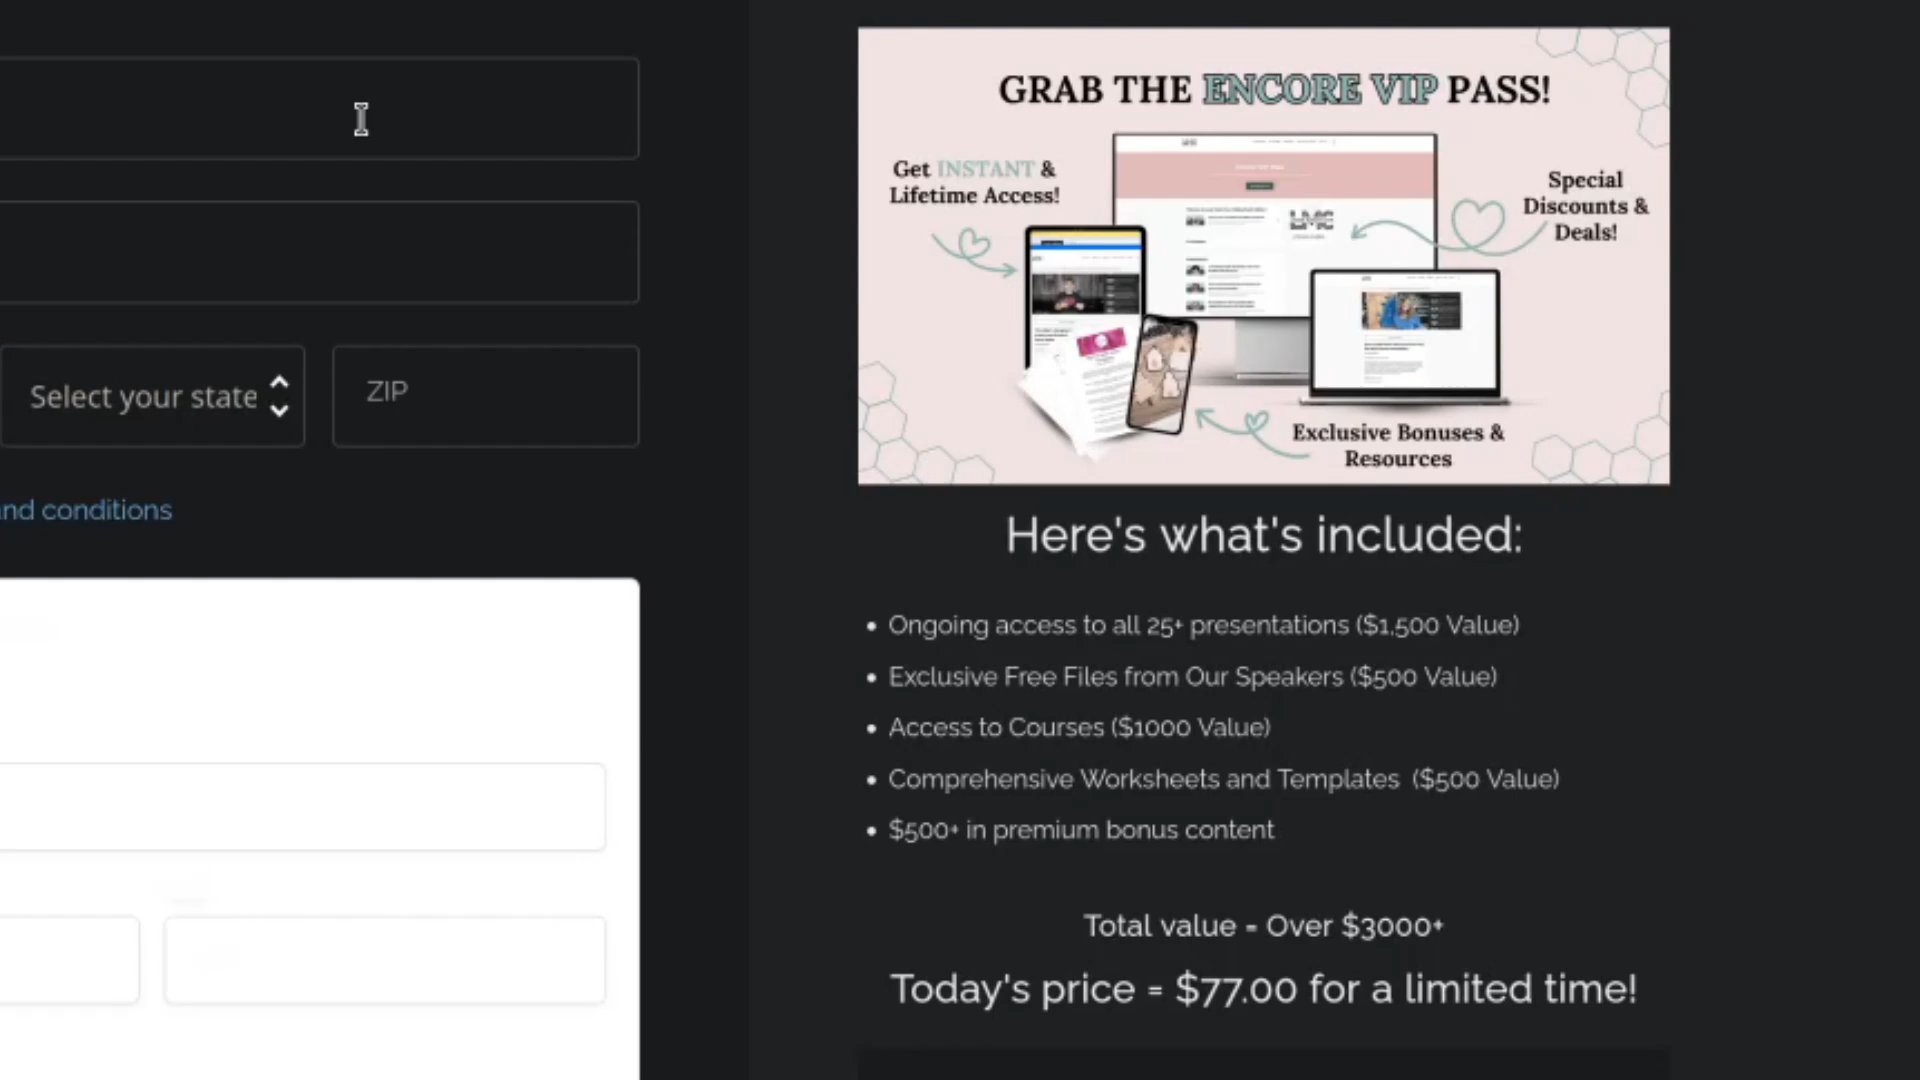 GRAB THE ENCORE VIP PASS!
Get INSTANT &
Lifetime Access!
Special
Discounts &
Deals!
LMC
Exclusive Bonuses &
Resources
Select your state
ZIP
nd conditions
Here's what's included:
• Ongoing access to all 25+ presentations ($1,500 Value)
• Exclusive Free Files from Our Speakers ($500 Value)
• Access to Courses ($1000 Value)
• Comprehensive Worksheets and Templates ($500 Value)
• $500+ in premium bonus content
Total value = Over $3000+
Today's price = $77.00 for a limited time!